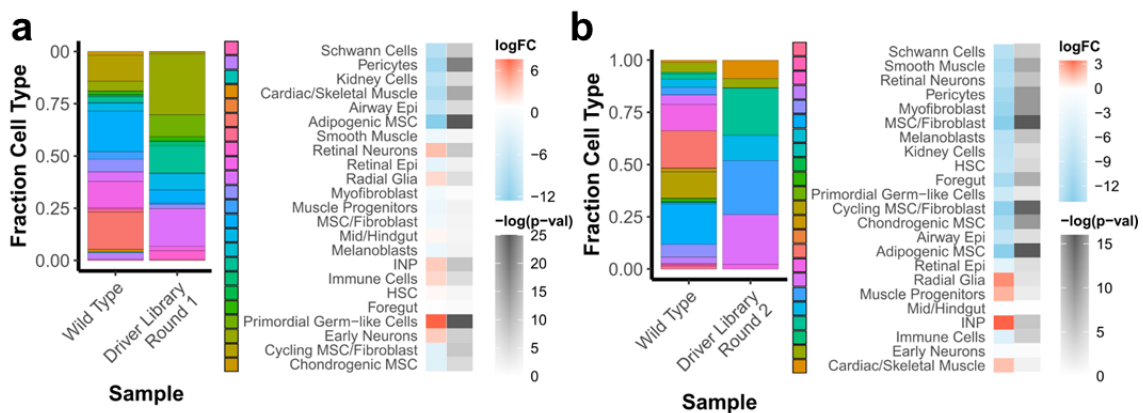 a
Fraction Cell Type
00
0.75
0.50
0.25
0.00
Wild Type
Driver Library
Round 1
Sample
Schwann Cells
Pericytes
Kidney Cells
Cardiac/Skeletal Muscle
Airway Epi
Adipogenic MSC
Smooth Muscle
Retinal Neurons
Retinal Epi
Radial Glia
Myofibroblast
Muscle Progenitors
MSC/Fibroblast
Mid/Hindgut
Melanoblasts
INP
Immune Cells
HSC
Foregut
Primordial Germ-like Cells
Early Neurons
Cycling MSC/Fibroblast
Chondrogenic MSC
logFC
6
0
−6
−12
−log(p−val)
25
20
15
10
5
0
b
Fraction Cell Type
1.00
0.75
0.50
0.25
0.00
Wild Type
Driver Library
Round 2
Sample
Schwann Cells
Smooth Muscle
Retinal Neurons
Pericytes
Myofibroblast
MSC/Fibroblast
Melanoblasts
Kidney Cells
HSC
Foregut
Primordial Germ-like Cells
Cycling MSC/Fibroblast
Chondrogenic MSC
Airway Epi
Adipogenic MSC
Retinal Epi
Radial Glia
Muscle Progenitors
Mid/Hindgut
INP
Immune Cells
Early Neurons
Cardiac/Skeletal Muscle
logFC
3
0
−4
−8
−12
−log(p−val)
15
10
5
0